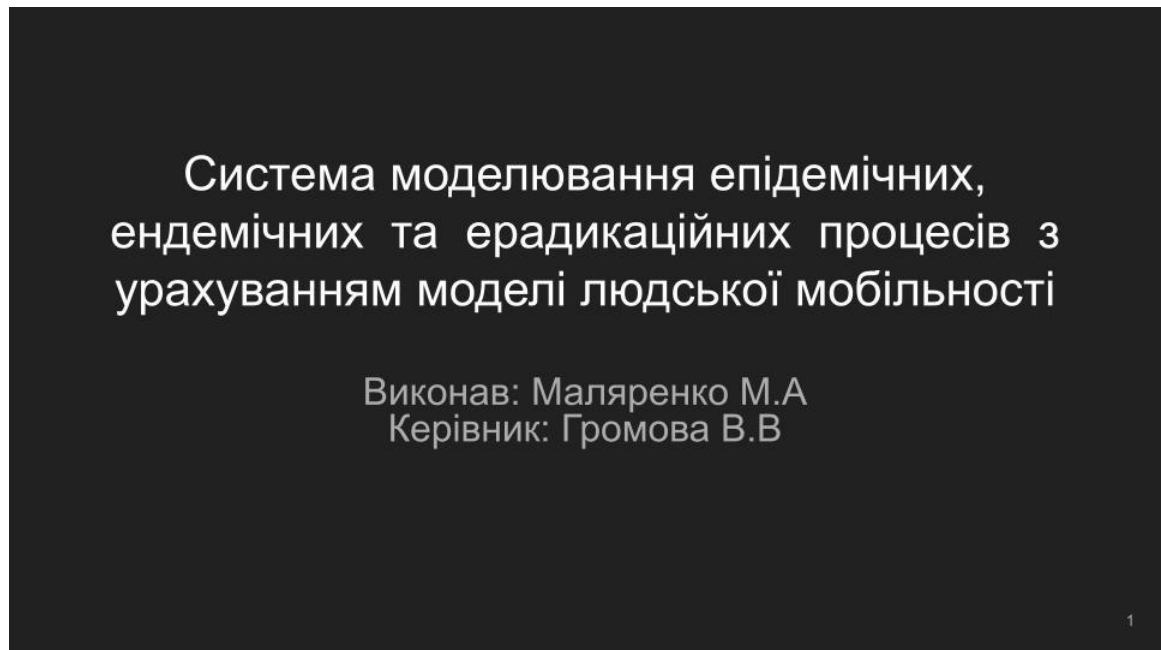 Система моделювання епідемічних,
ендемічних та ерадикаційних процесів з
урахуванням моделі людської мобільності
Виконав: Маляренко М.А
Керівник: Громова В.В
1